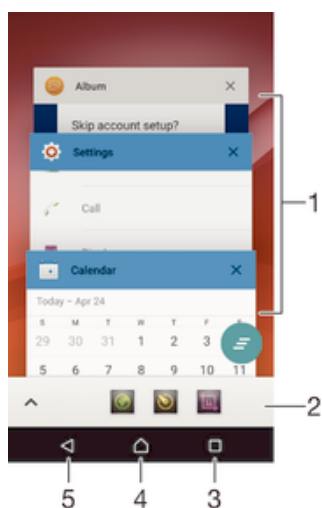 Album
Skip account setup?
Settings
Call
Calendar
Today – Apr 24
S M T W T F S
29 30 31 1 2 3
5 6 7 8 9 10 11
1
2
5 4 3